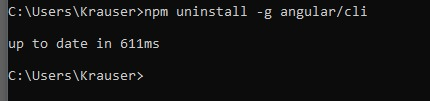 C:\Users\Krauser>npm uninstall -g angular/cli
up to date in 611ms
C:\Users\Krauser>